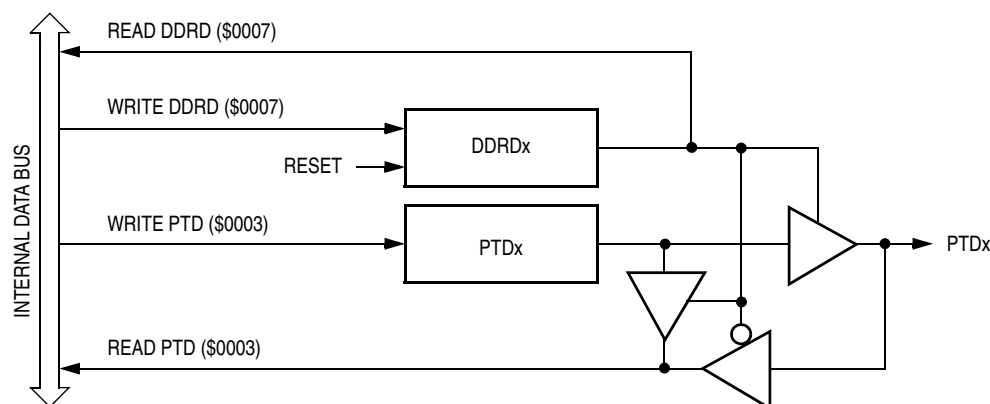 READ DDRD ($0007)
WRITE DDRD ($0007)
DDRDx
RESET
WRITE PTD ($0003)
PTDx
PTDx
READ PTD ($0003)
INTERNAL DATA BUS